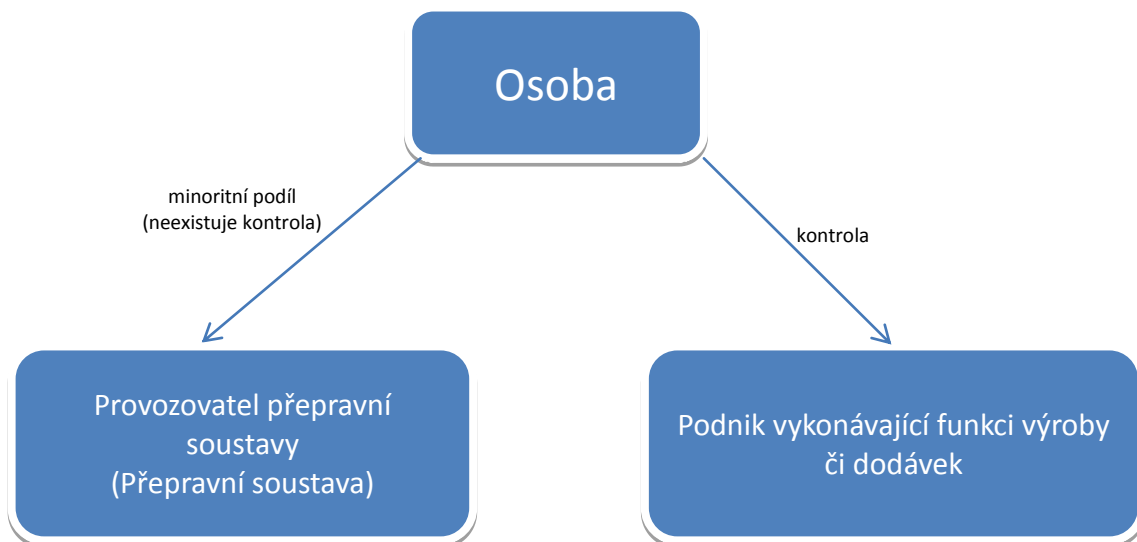 Osoba
minoritní podíl
(neexistuje kontrola)
kontrola
Provozovatel přepravní
soustavy
(Přepravní soustava)
Podnik vykonávající funkci výroby
či dodávek